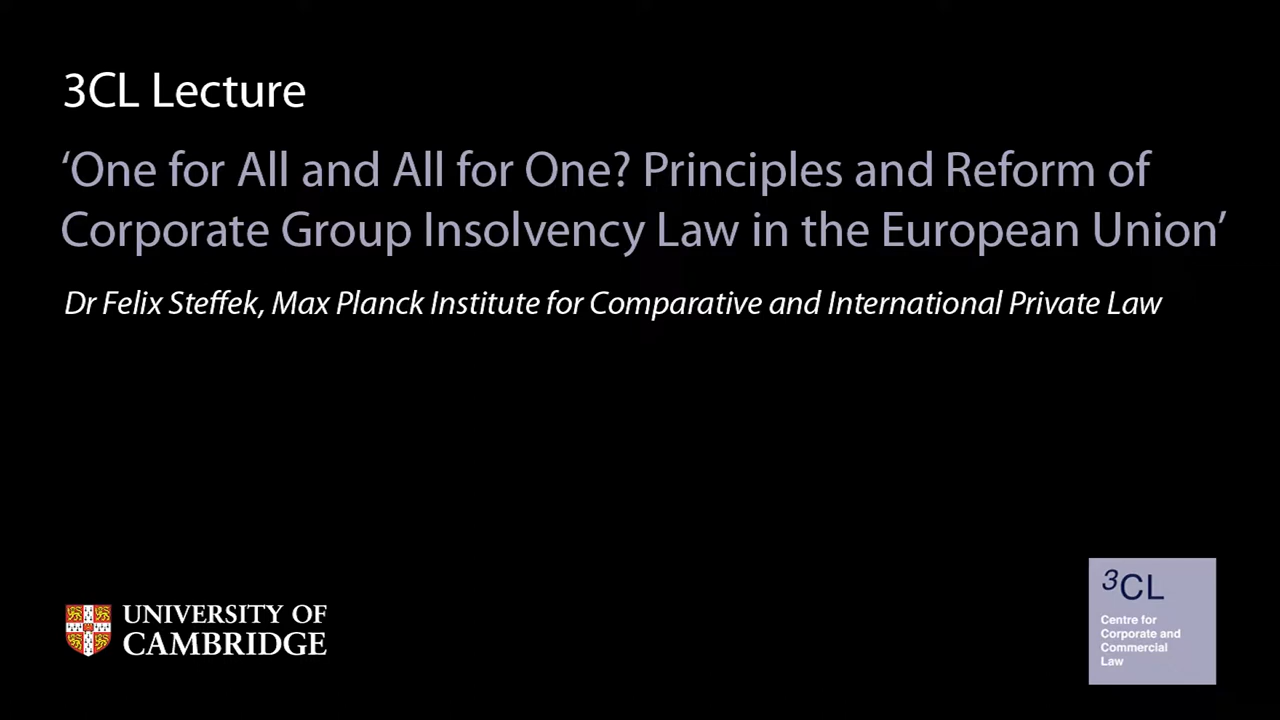 3CL Lecture
‘One for All and All for One? Principles and Reform of
Corporate Group Insolvency Law in the European Union’
Dr Felix Steffek, Max Planck Institute for Comparative and International Private Law
UNIVERSITY OF
CAMBRIDGE
3CL
Centre for
Corporate and
Commercial
Law